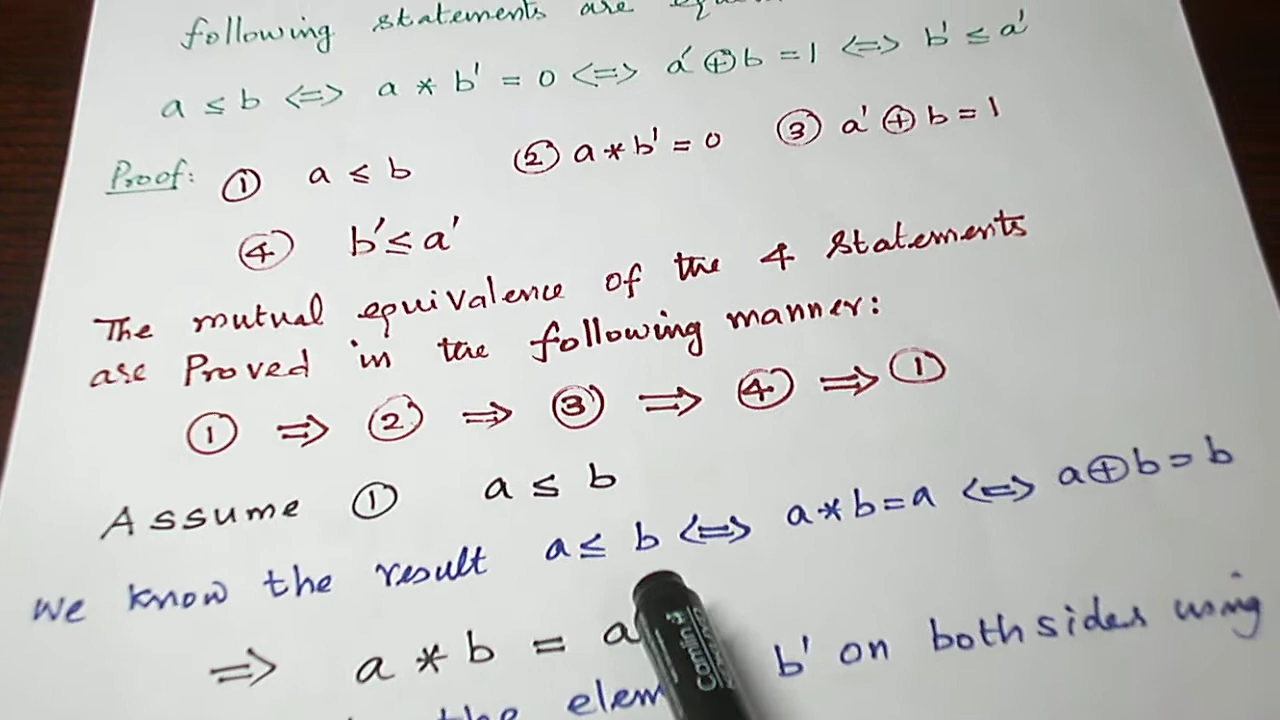 following statements are
a ≤ b <=> a * b' = 0 <=> a' ⊕ b = 1 <=> b' ≤ a'
Proof: ① a ≤ b ② a * b' = 0 ③ a' ⊕ b = 1
④ b' ≤ a'
The mutual equivalence of the 4 statements
are Proved in the following manner:
① => ② => ③ => ④ => ①
Assume ① a ≤ b
We know the result a ≤ b <=> a * b = a <=> a ⊕ b = b
=> a * b = a
the b' on both sides using